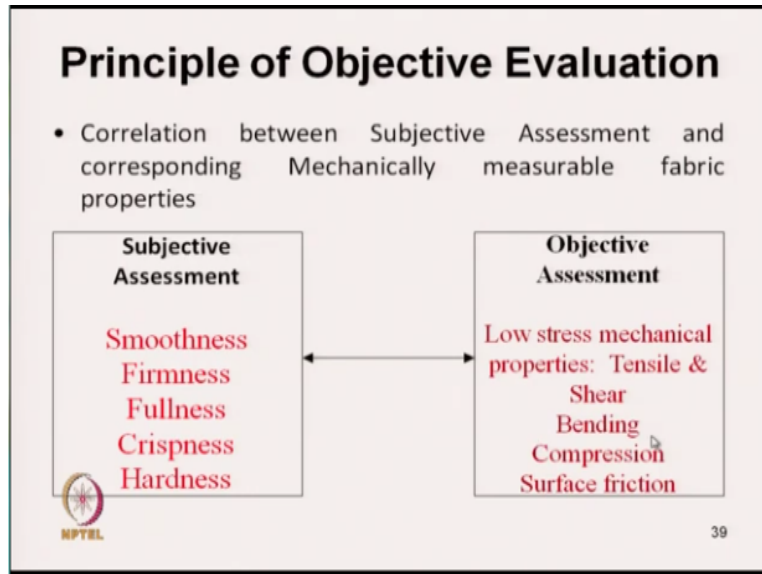 Principle of Objective Evaluation
• Correlation between Subjective Assessment and
corresponding Mechanically measurable fabric
properties
Subjective
Assessment
Smoothness
Firmness
Fullness
Crispness
Hardness
Objective
Assessment
Low stress mechanical
properties: Tensile &
Shear
Bending
Compression
Surface friction
NPTEL
39